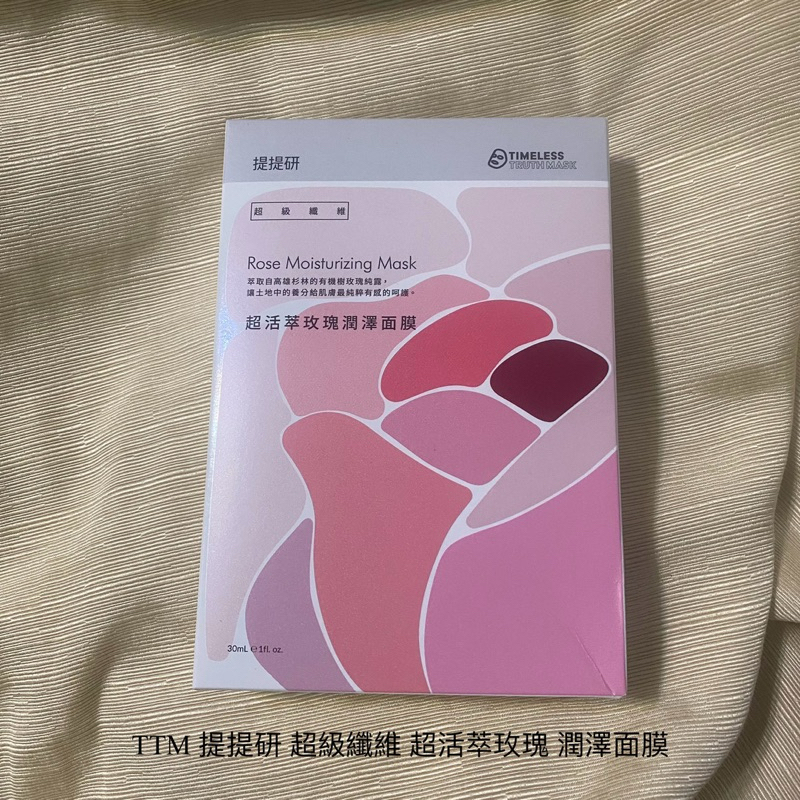 提提研
TIMELESS
TRUTH MASK
超級纖維
Rose Moisturizing Mask
萃取自高雄杉林的有機樹玫瑰純露，
讓土地中的養分給肌膚最純粹有感的呵護。
超活萃玫瑰潤澤面膜
30mL ℮ 1fl. oz.
TTM 提提研 超級纖維 超活萃玫瑰 潤澤面膜